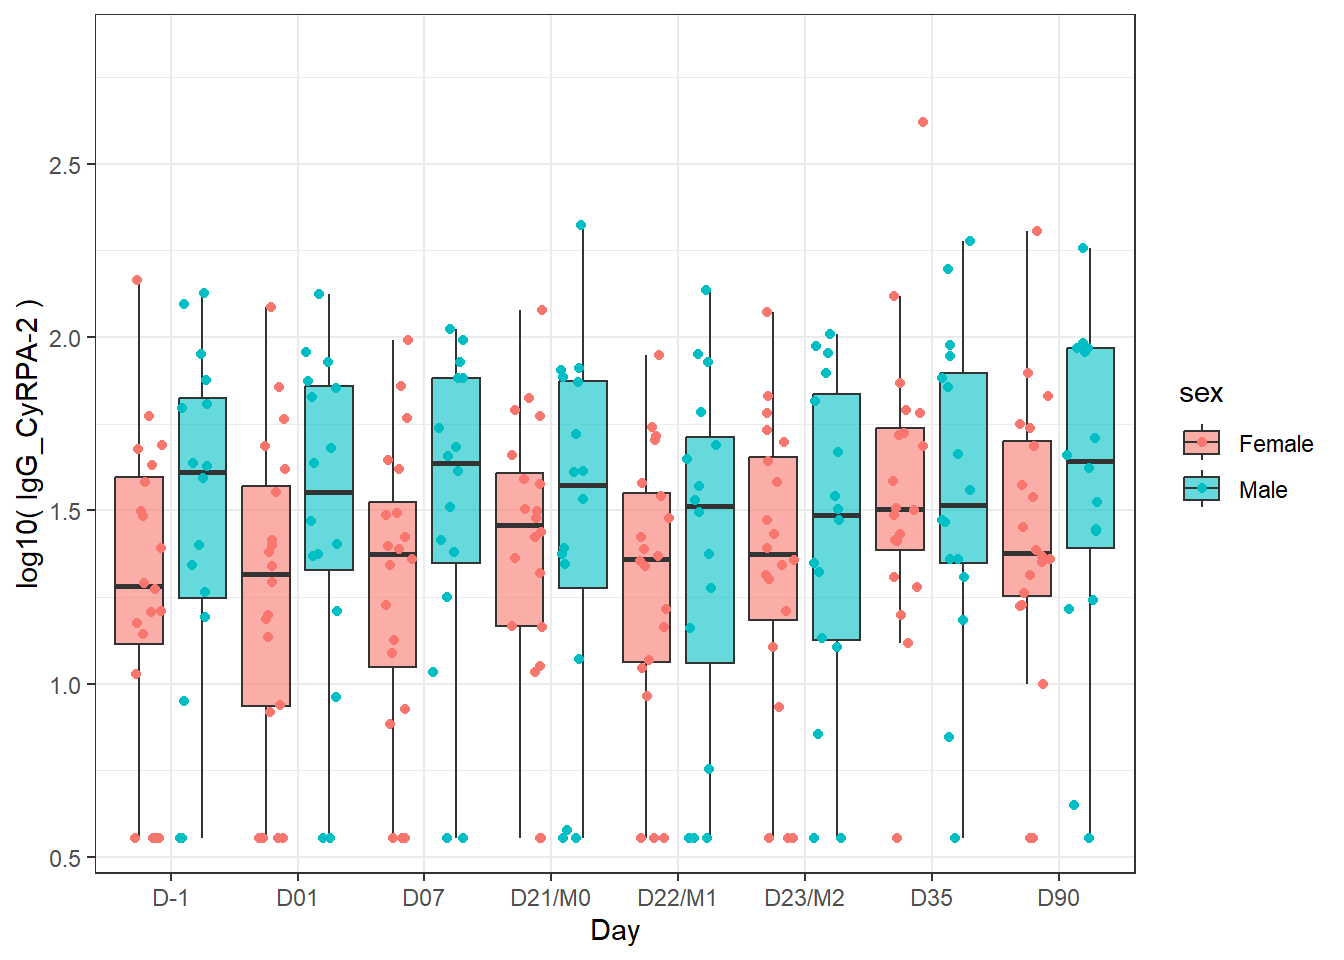 2.5
2.0
1.5
1.0
0.5
log10( IgG_CyRPA-2 )
D-1 D01 D07 D21/M0 D22/M1 D23/M2 D35 D90
Day
sex
Female
Male